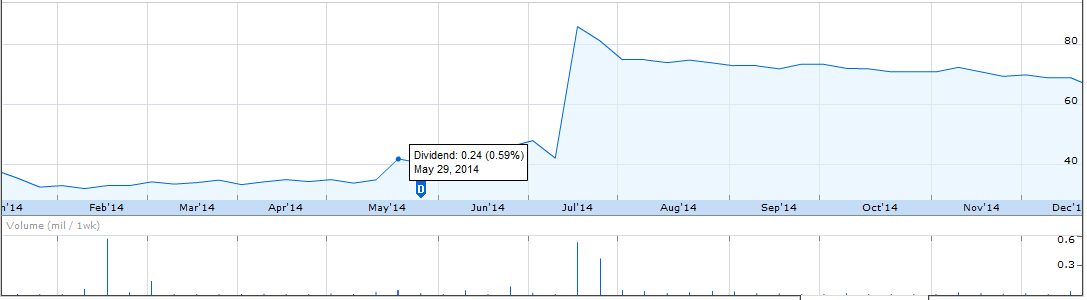 80
60
Dividend: 0.24 (0.59%)
May 29, 2014
40
D
n'14 Feb'14 Mar'14 Apr'14 May'14 Jun'14 Jul'14 Aug'14 Sep'14 Oct'14 Nov'14 Dec'1
Volume (mil / 1wk)
0.6
0.3